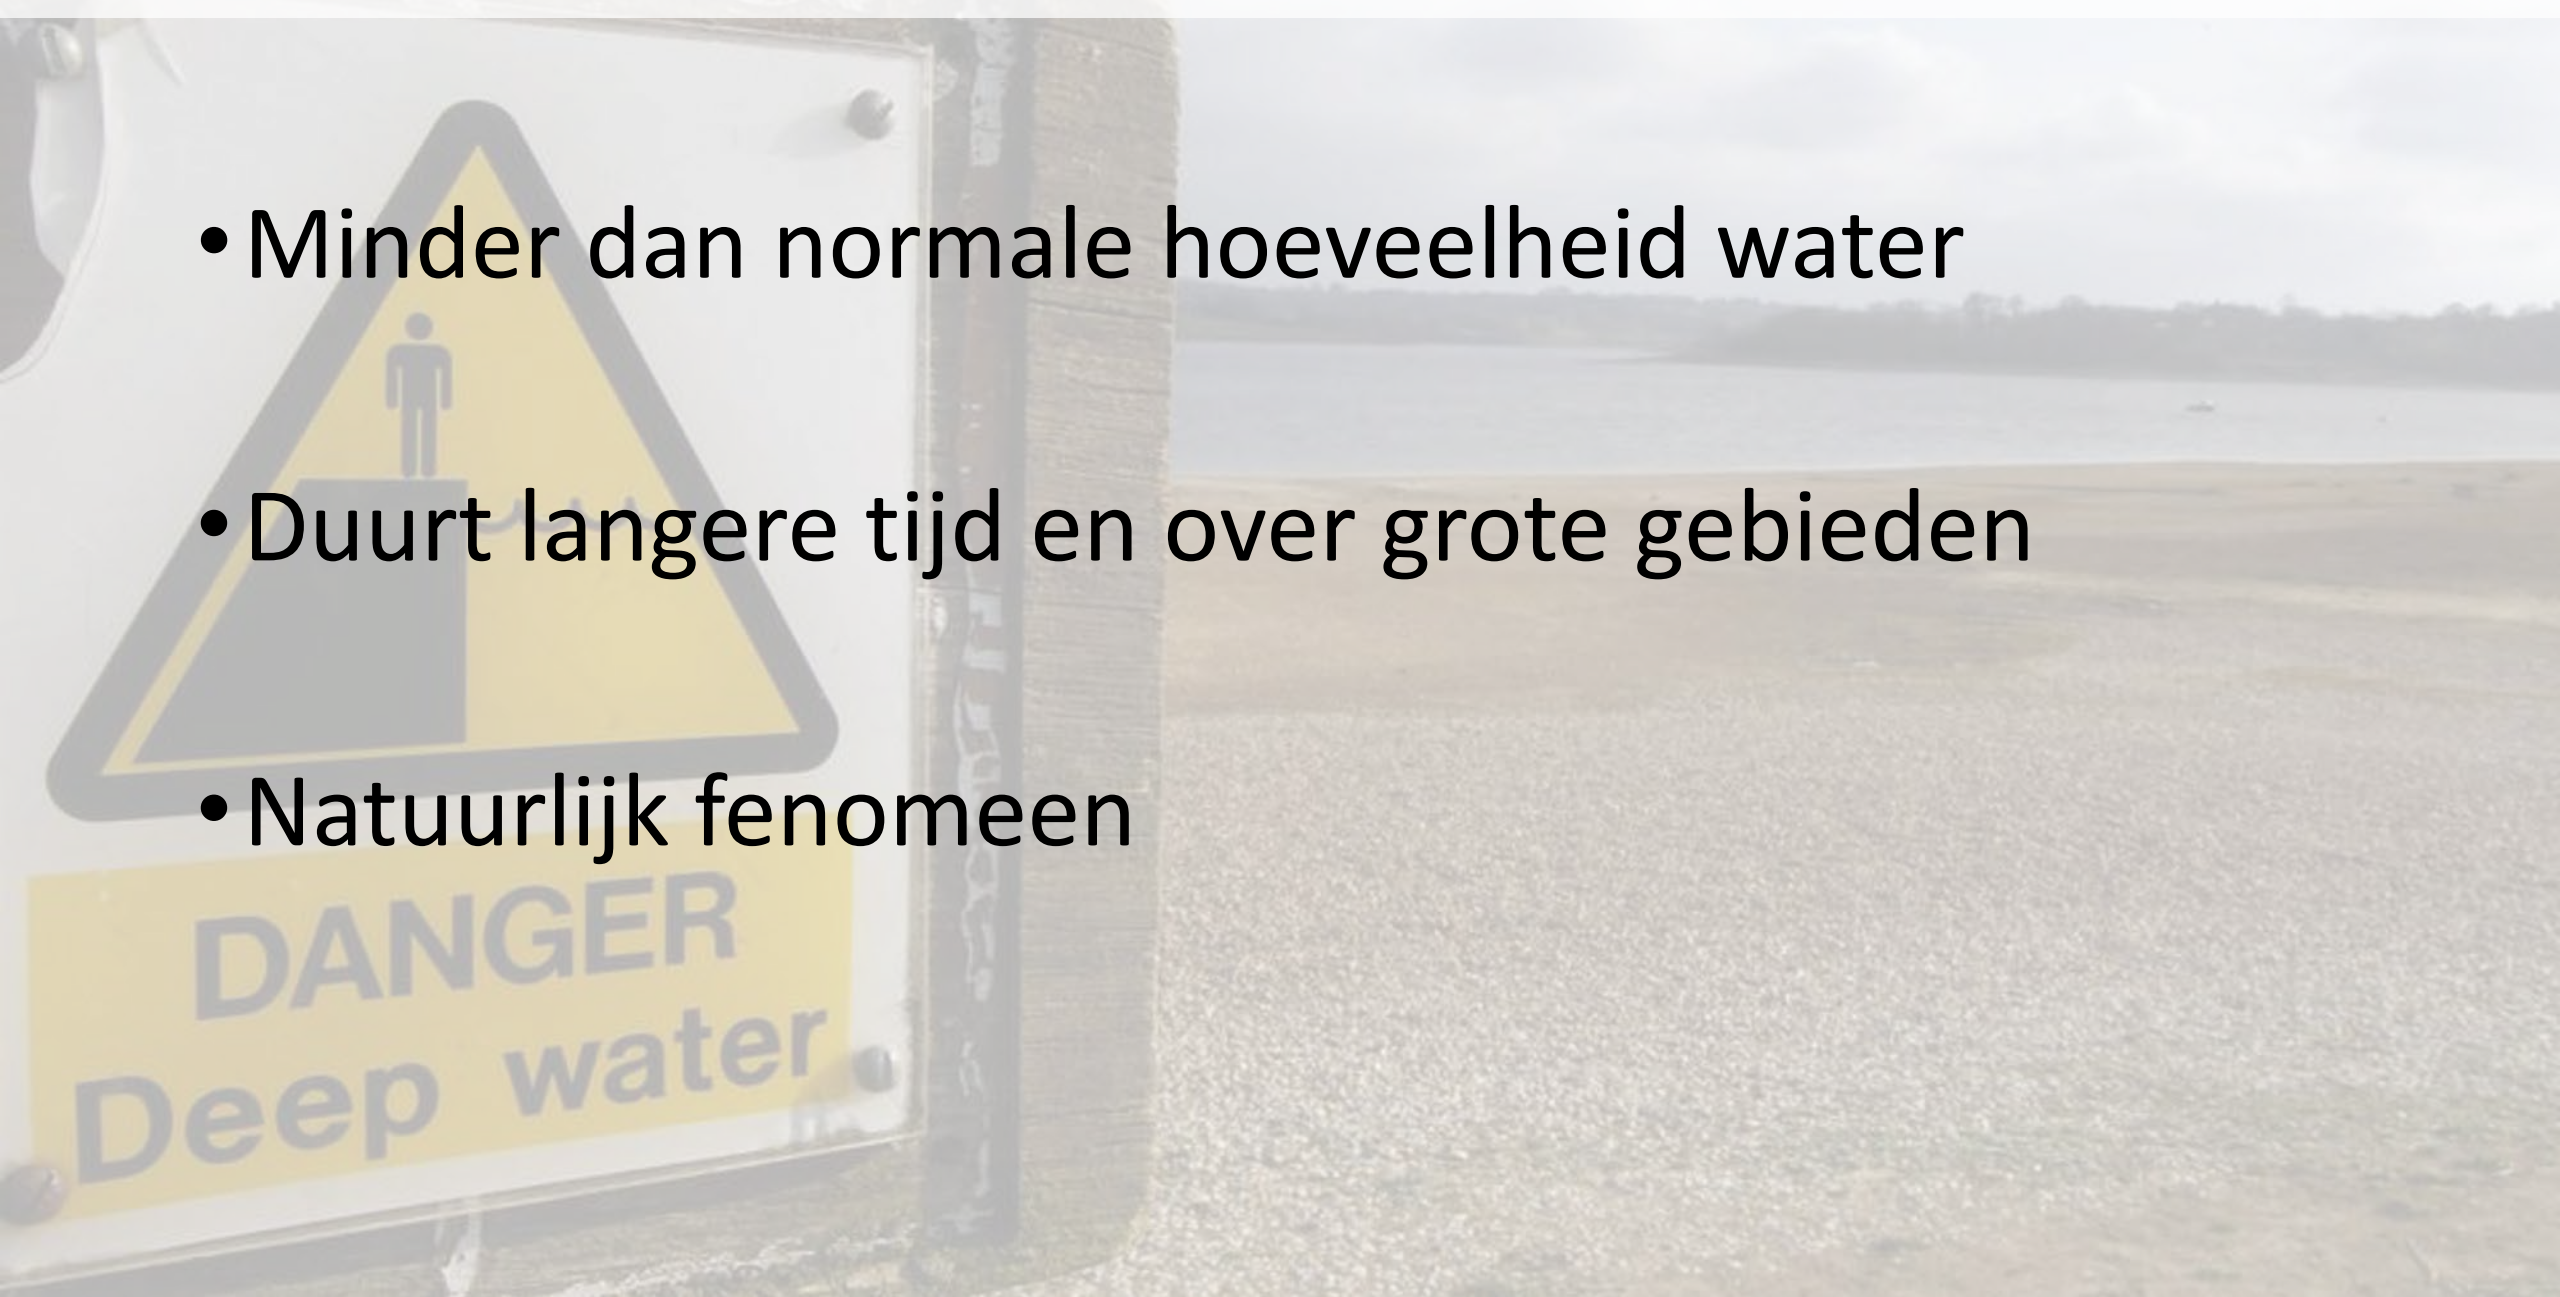 •Minder dan normale hoeveelheid water
•Duurt langere tijd en over grote gebieden
•Natuurlijk fenomeen
DANGER
Deep water